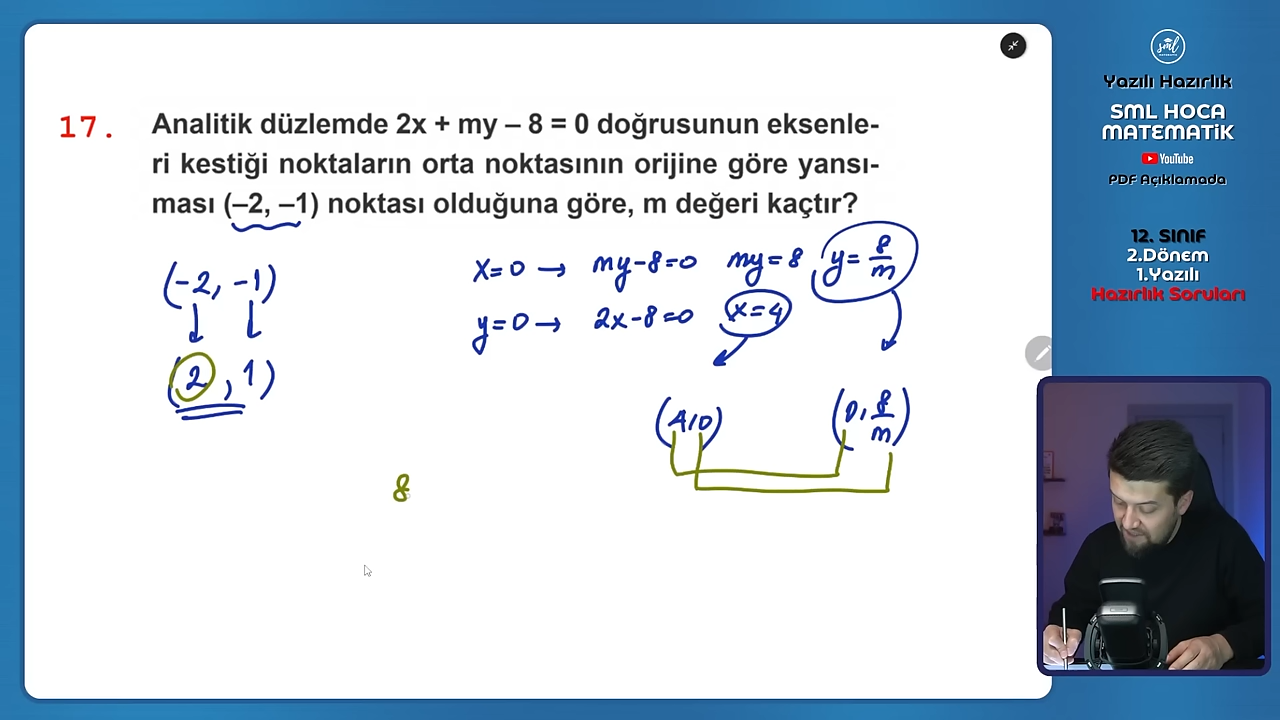 17. Analitik düzlemde 2x + my – 8 = 0 doğrusunun eksenle-
ri kestiği noktaların orta noktasının orijine göre yansı-
ması (–2, –1) noktası olduğuna göre, m değeri kaçtır?
(-2, -1)
(2, 1)
x=0 → my-8=0 my=8 y=8/m
y=0 → 2x-8=0 x=4
(4,0) (0, 8/m)
8
sml
Yazılı Hazırlık
SML HOCA
MATEMATİK
YouTube
PDF Açıklamada
12. SINIF
2.Dönem
1.Yazılı
Hazırlık Soruları